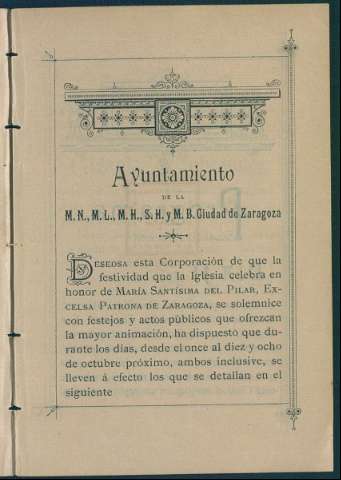 Ayuntamiento
DE LA
M. N., M. L., M. H., S. H. y M. B. Ciudad de Zaragoza
DESEOSA esta Corporación de que la
festividad que la Iglesia celebra en
honor de MARÍA SANTÍSIMA DEL PILAR, EX-
CELSA PATRONA DE ZARAGOZA, se solemnice
con festejos y actos públicos que ofrezcan
la mayor animación, ha dispuesto que du-
rante los días, desde el once al diez y ocho
de octubre próximo, ambos inclusive, se
lleven á efecto los que se detallan en el
siguiente